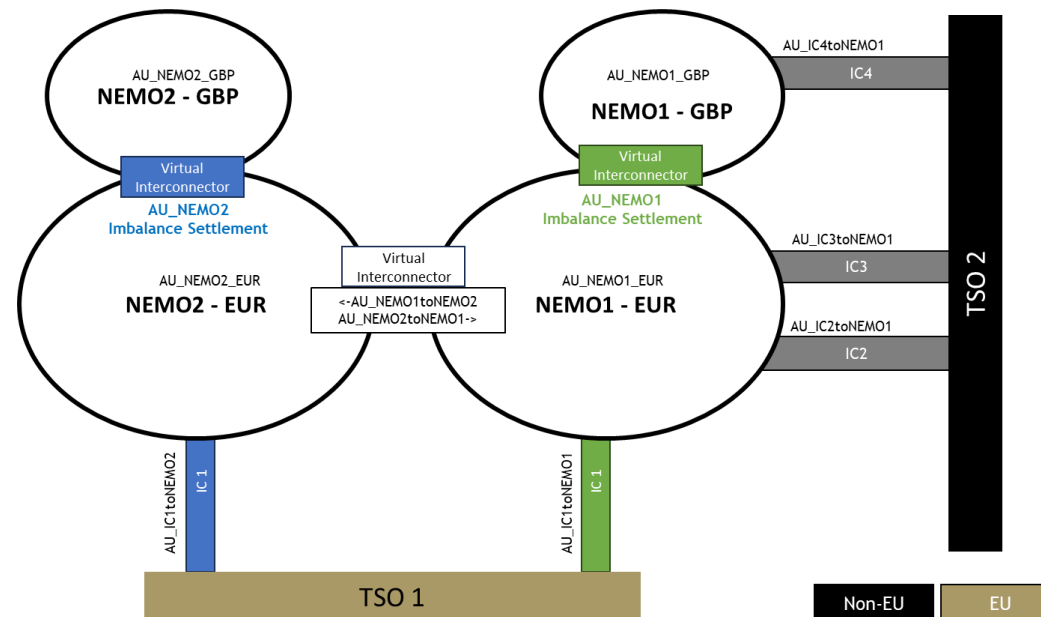 AU_NEMO2_GBP
NEMO2 - GBP
AU_NEMO1_GBP
NEMO1 - GBP
AU_IC4toNEMO1
IC4
Virtual
Interconnector
AU_NEMO2
Imbalance Settlement
Virtual
Interconnector
AU_NEMO1
Imbalance Settlement
AU_NEMO2_EUR
NEMO2 - EUR
Virtual
Interconnector
<-AU_NEMO1toNEMO2
AU_NEMO2toNEMO1->
AU_NEMO1_EUR
NEMO1 - EUR
AU_IC3toNEMO1
IC3
AU_IC2toNEMO1
IC2
TSO 2
AU_IC1toNEMO2
IC 1
AU_IC1toNEMO1
IC 1
TSO 1
Non-EU
EU